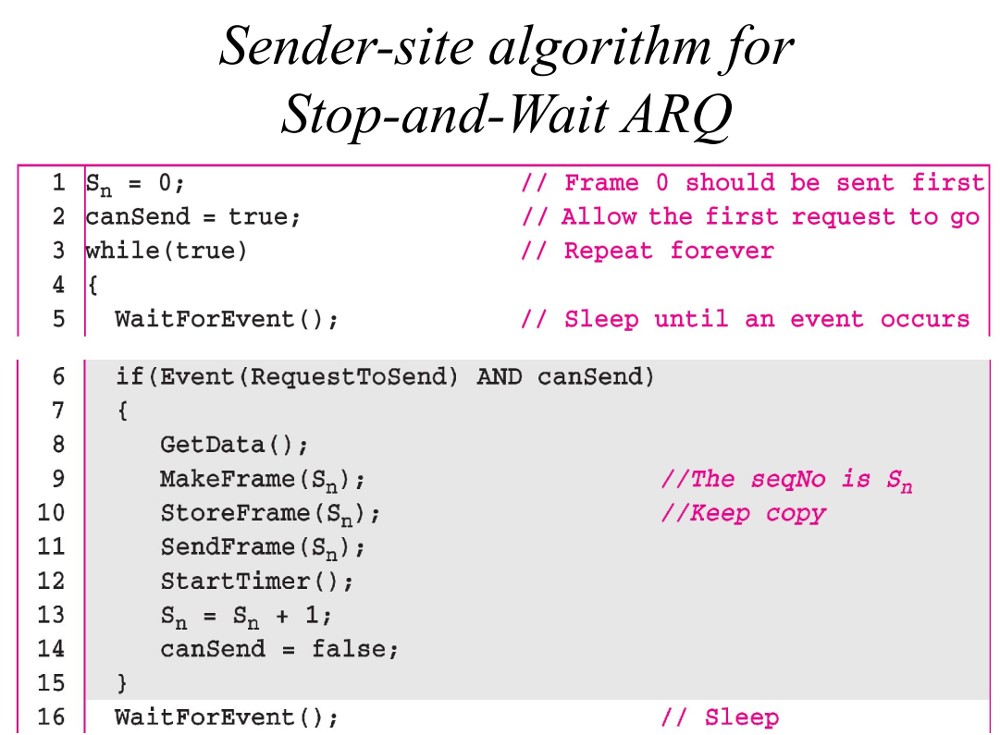 Sender-site algorithm for
Stop-and-Wait ARQ
1 Sn = 0; // Frame 0 should be sent first
2 canSend = true; // Allow the first request to go
3 while(true) // Repeat forever
4 {
5 WaitForEvent(); // Sleep until an event occurs
6 if(Event(RequestToSend) AND canSend)
7 {
8 GetData();
9 MakeFrame(Sn); //The seqNo is Sn
10 StoreFrame(Sn); //Keep copy
11 SendFrame(Sn);
12 StartTimer();
13 Sn = Sn + 1;
14 canSend = false;
15 }
16 WaitForEvent(); // Sleep